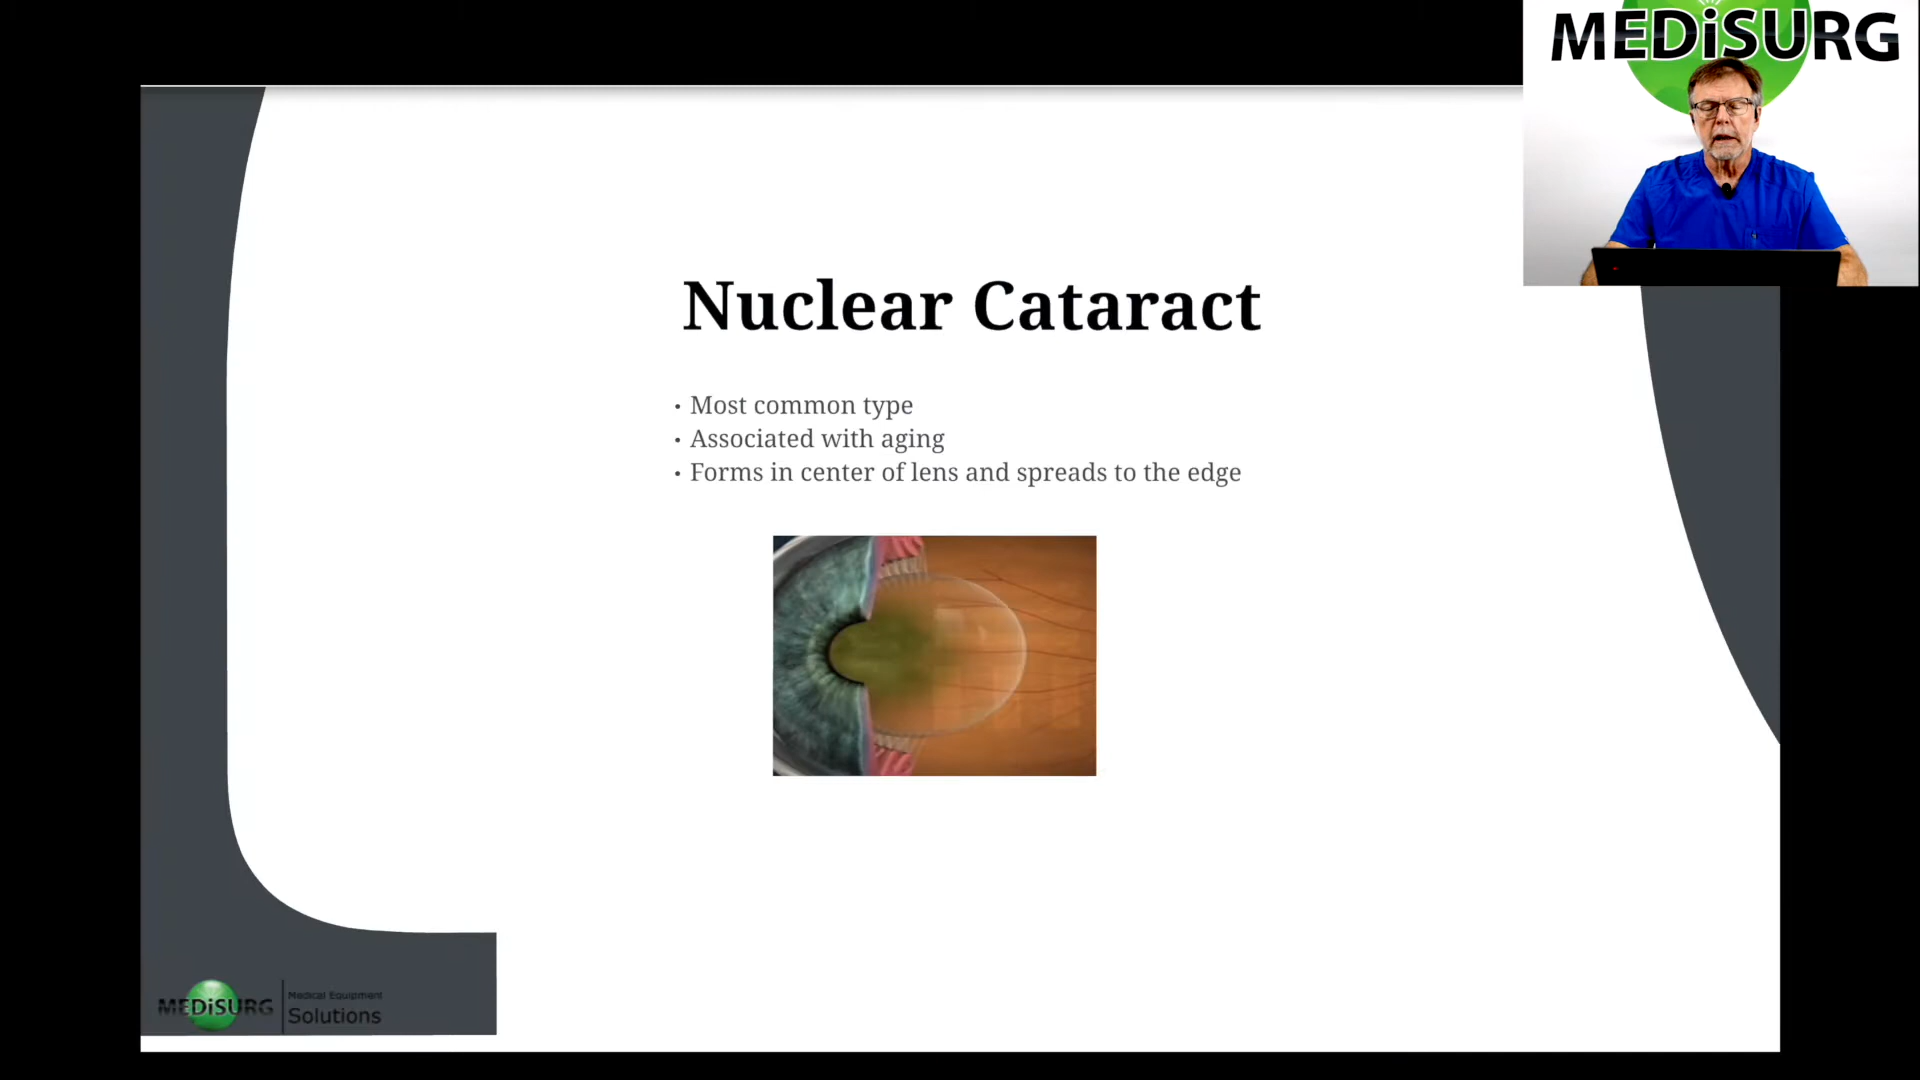 MEDiSURG
Nuclear Cataract
• Most common type
• Associated with aging
• Forms in center of lens and spreads to the edge
MEDiSURG
Medical Equipment
Solutions